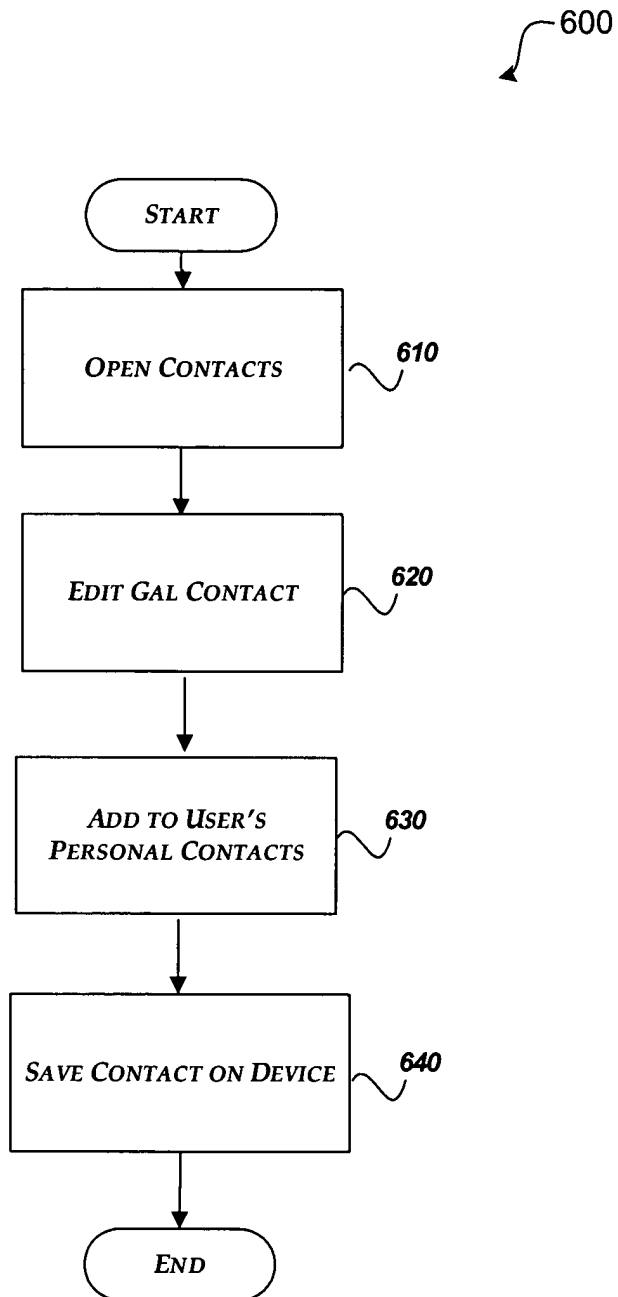 600
START
OPEN CONTACTS
610
EDIT GAL CONTACT
620
ADD TO USER'S
PERSONAL CONTACTS
630
SAVE CONTACT ON DEVICE
640
END